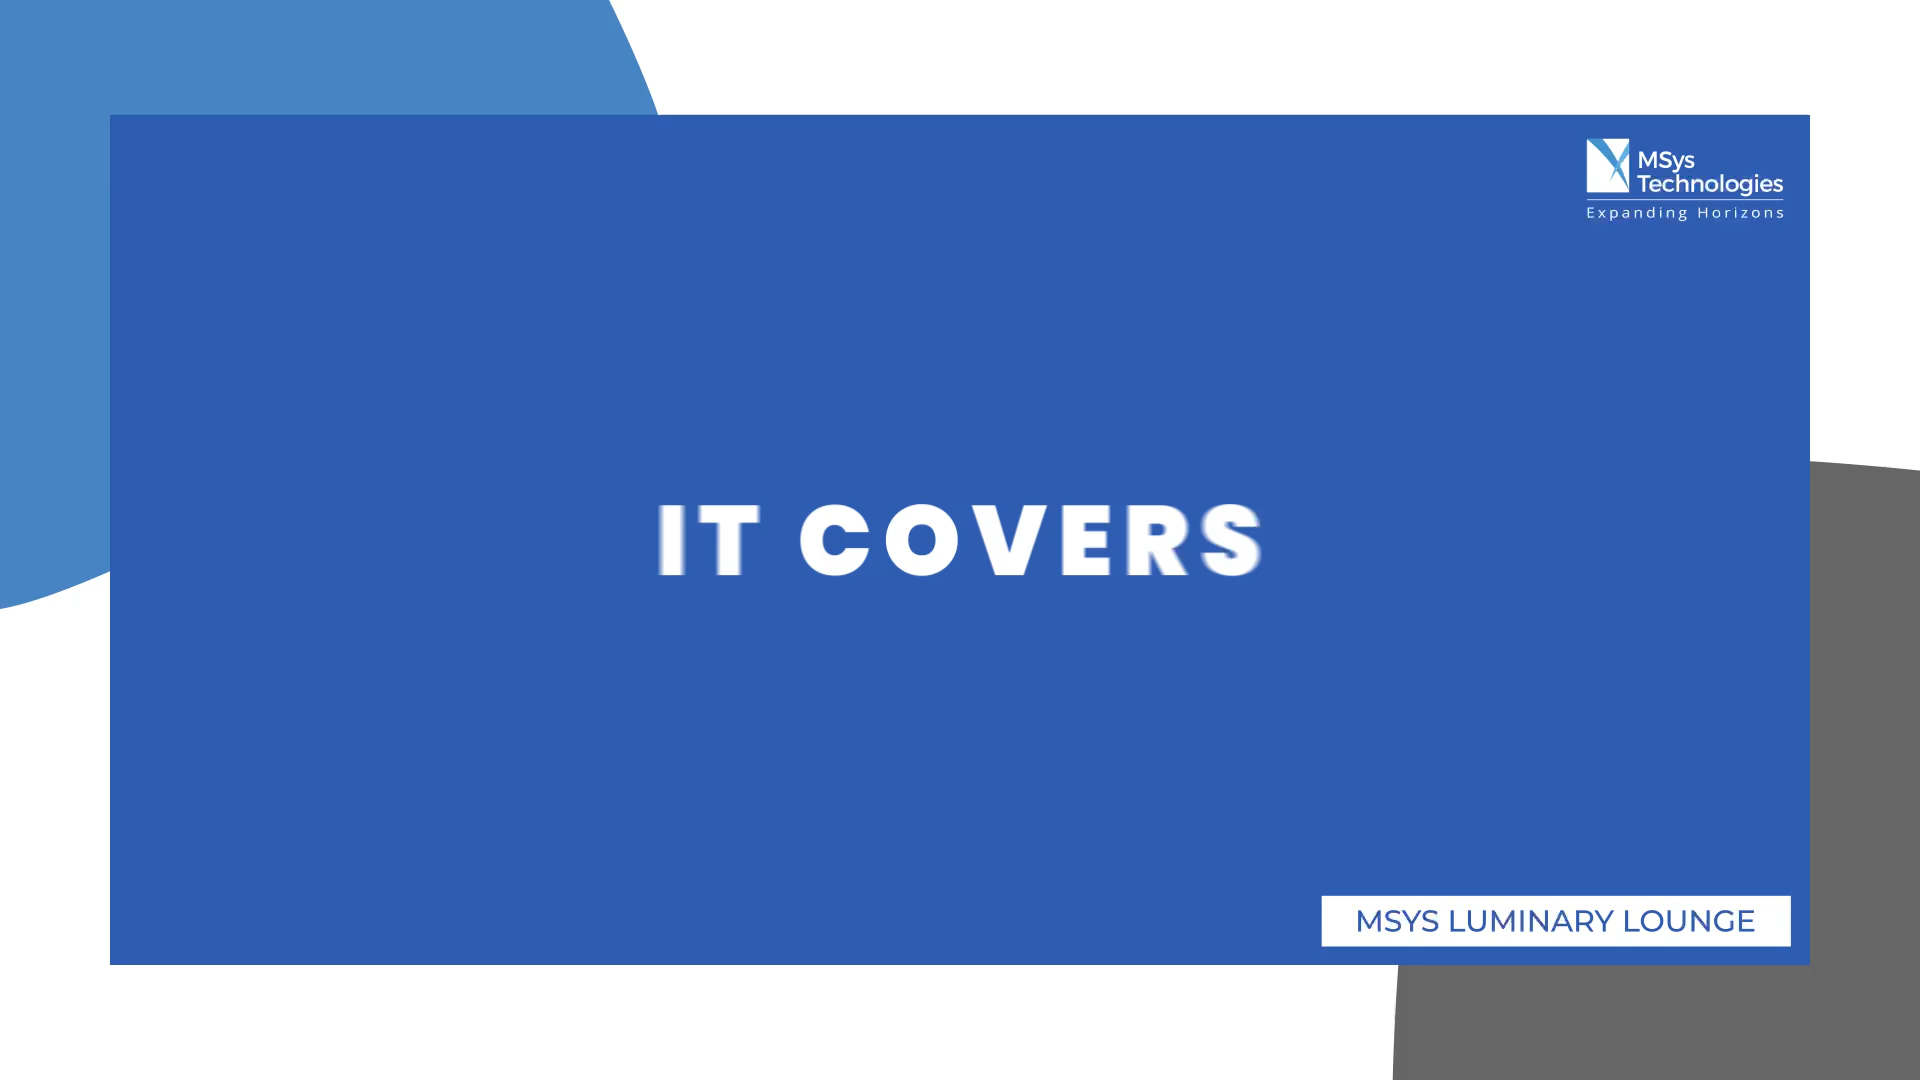 MSys
Technologies
Expanding Horizons
IT COVERS
MSYS LUMINARY LOUNGE